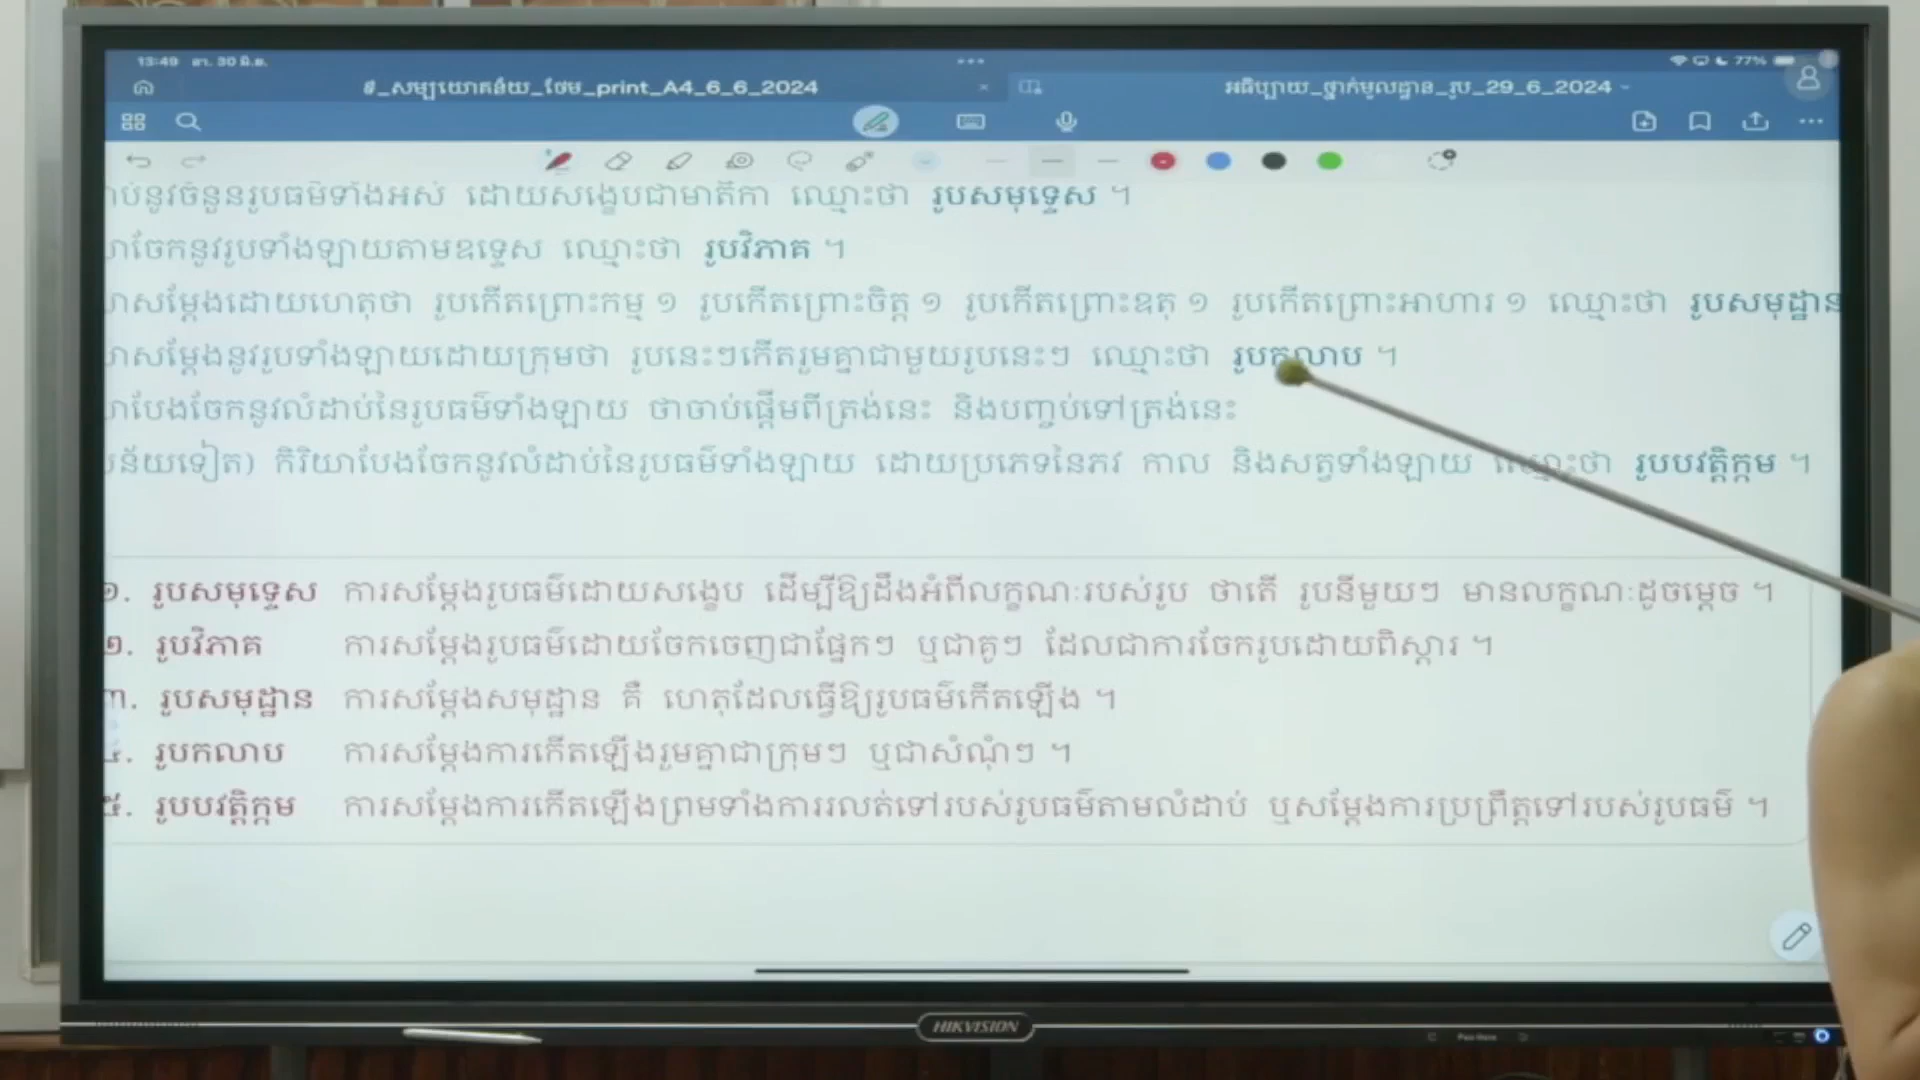 13:49 อา. 30 มิ.ย.
77%
៩_សម្បយោគន័យ_ថែម_print_A4_6_6_2024
អធិប្បាយ_ថ្នាក់មូលដ្ឋាន_រូប_29_6_2024
ាប់នូវចំនួនរូបធម៌ទាំងអស់ ដោយសង្ខេបជាមាតិកា ឈ្មោះថា រូបសមុទ្ទេស ។
ាចែកនូវរូបទាំងឡាយតាមឧទ្ទេស ឈ្មោះថា រូបវិភាគ ។
ាសម្ដែងដោយហេតុថា រូបកើតព្រោះកម្ម ១ រូបកើតព្រោះចិត្ត ១ រូបកើតព្រោះឧតុ ១ រូបកើតព្រោះអាហារ ១ ឈ្មោះថា រូបសមុដ្ឋាន
ាសម្ដែងនូវរូបទាំងឡាយដោយក្រុមថា រូបនេះៗកើតរួមគ្នាជាមួយរូបនេះៗ ឈ្មោះថា រូបកលាប ។
ាបែងចែកនូវលំដាប់នៃរូបធម៌ទាំងឡាយ ថាចាប់ផ្ដើមពីត្រង់នេះ និងបញ្ចប់ទៅត្រង់នេះ
ន័យទៀត) កិរិយាបែងចែកនូវលំដាប់នៃរូបធម៌ទាំងឡាយ ដោយប្រភេទនៃភព កាល និងសត្វទាំងឡាយ ឈ្មោះថា រូបបវត្តិក្កម ។
១. រូបសមុទ្ទេស ការសម្ដែងរូបធម៌ដោយសង្ខេប ដើម្បីឱ្យដឹងអំពីលក្ខណៈរបស់រូប ថាតើ រូបនីមួយៗ មានលក្ខណៈដូចម្ដេច ។
២. រូបវិភាគ ការសម្ដែងរូបធម៌ដោយចែកចេញជាផ្នែកៗ ឬជាគូៗ ដែលជាការចែករូបដោយពិស្ដារ ។
៣. រូបសមុដ្ឋាន ការសម្ដែងសមុដ្ឋាន គឺ ហេតុដែលធ្វើឱ្យរូបធម៌កើតឡើង ។
៤. រូបកលាប ការសម្ដែងការកើតឡើងរួមគ្នាជាក្រុមៗ ឬជាសំណុំៗ ។
៥. រូបបវត្តិក្កម ការសម្ដែងការកើតឡើងព្រមទាំងការរលត់ទៅរបស់រូបធម៌តាមលំដាប់ ឬសម្ដែងការប្រព្រឹត្តទៅរបស់រូបធម៌ ។
HIKVISION